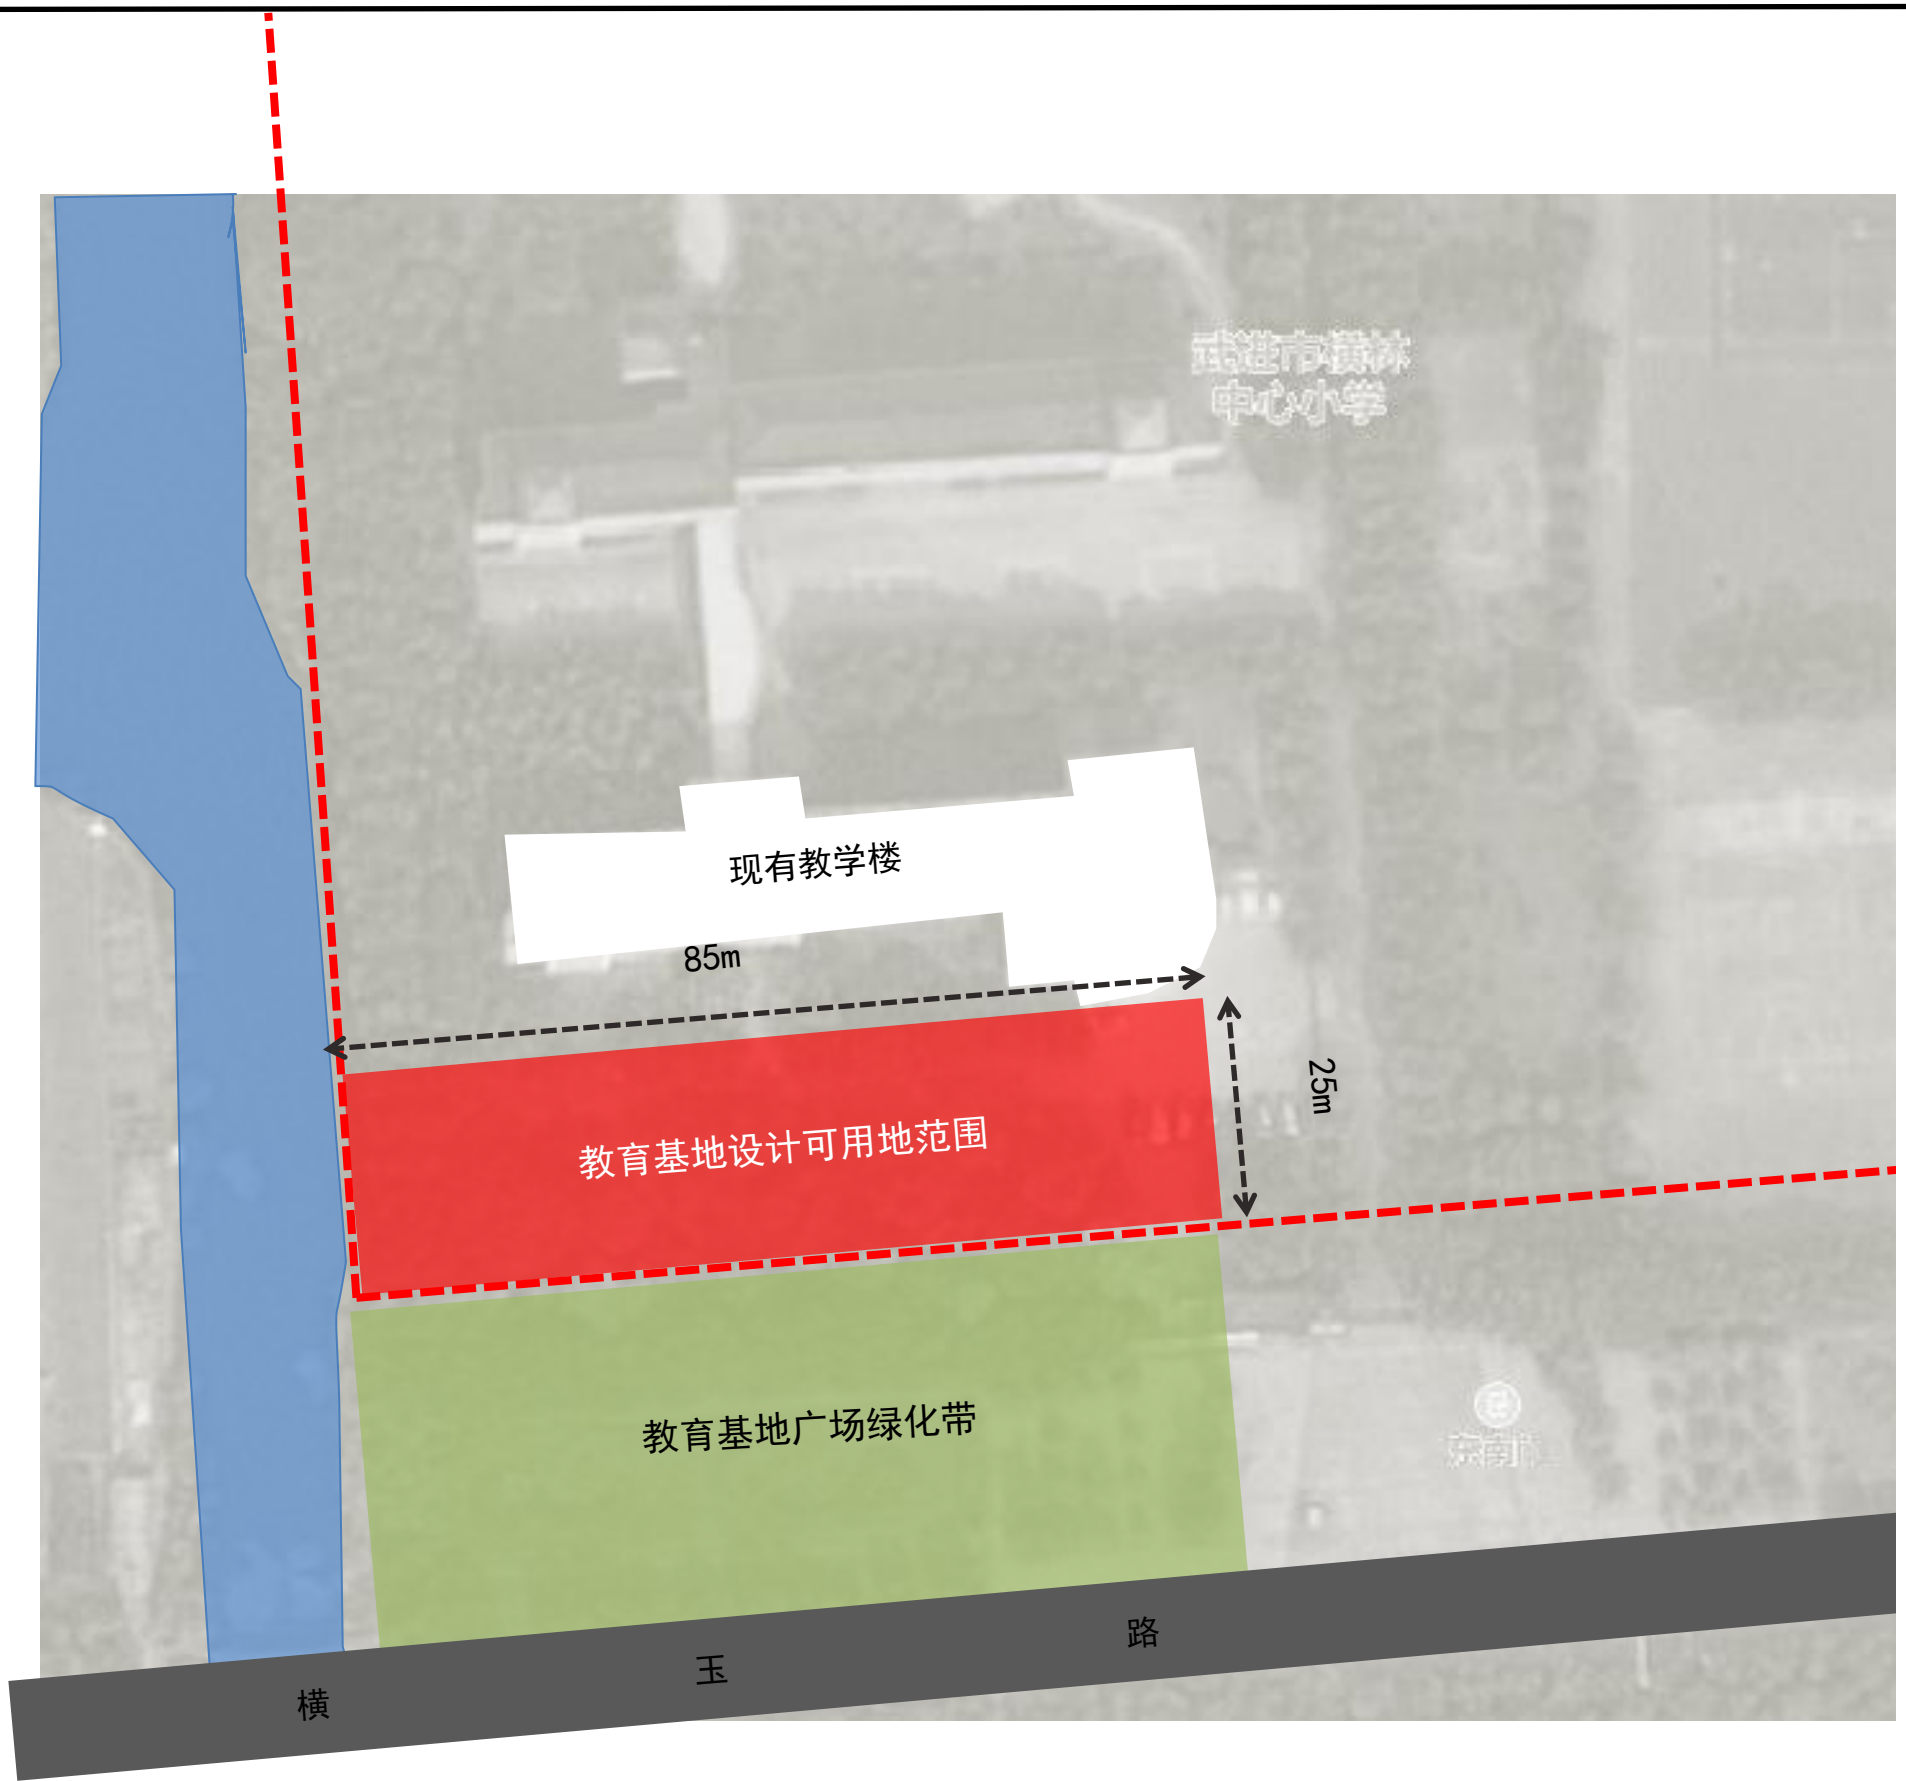 武进市横林
中心小学
现有教学楼
85m
25m
教育基地设计可用地范围
教育基地广场绿化带
路
玉
横